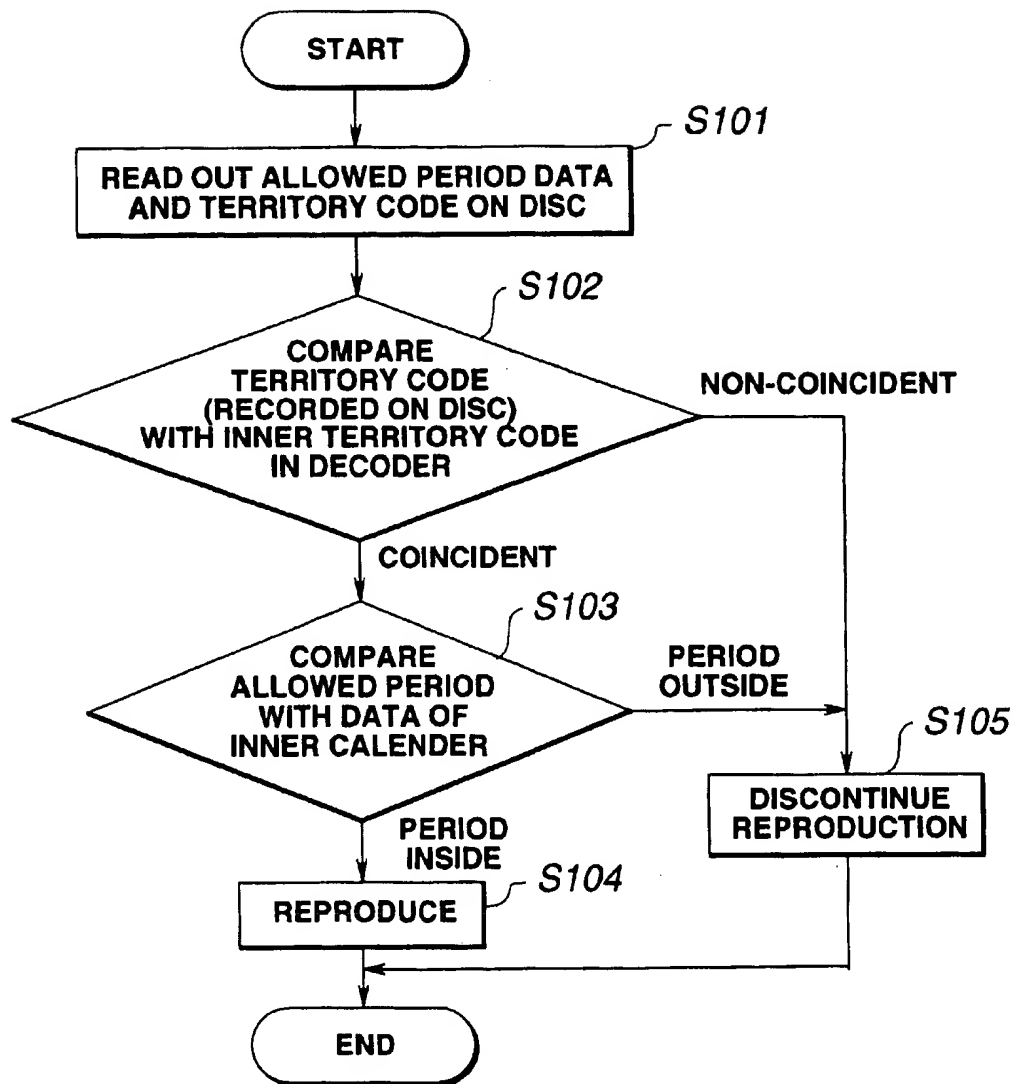 START
S101
READ OUT ALLOWED PERIOD DATA
AND TERRITORY CODE ON DISC
S102
COMPARE
TERRITORY CODE
(RECORDED ON DISC)
WITH INNER TERRITORY CODE
IN DECODER
NON-COINCIDENT
COINCIDENT
S103
COMPARE
ALLOWED PERIOD
WITH DATA OF
INNER CALENDER
PERIOD
OUTSIDE
S105
DISCONTINUE
REPRODUCTION
PERIOD
INSIDE
S104
REPRODUCE
END